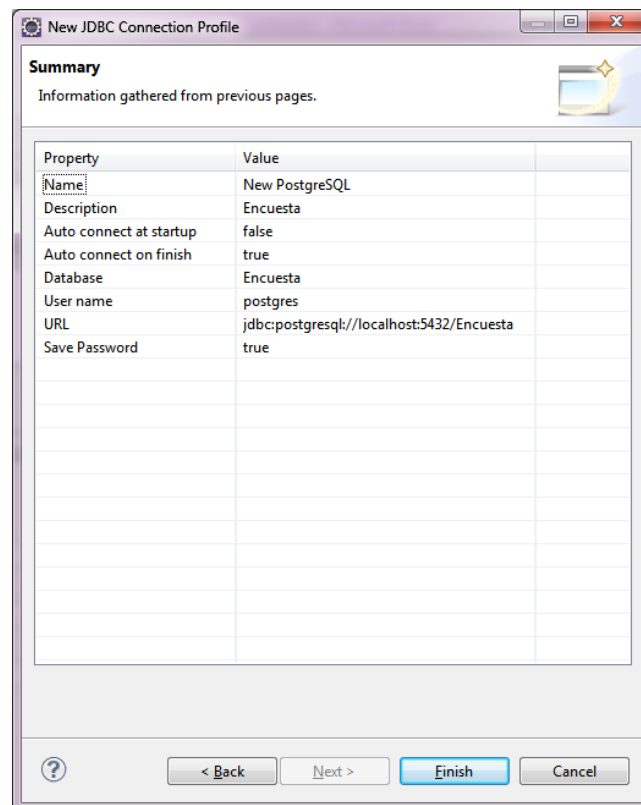 New JDBC Connection Profile
Summary
Information gathered from previous pages.
Property Value
Name New PostgreSQL
Description Encuesta
Auto connect at startup false
Auto connect on finish true
Database Encuesta
User name postgres
URL jdbc:postgresql://localhost:5432/Encuesta
Save Password true
? < Back Next > Finish Cancel